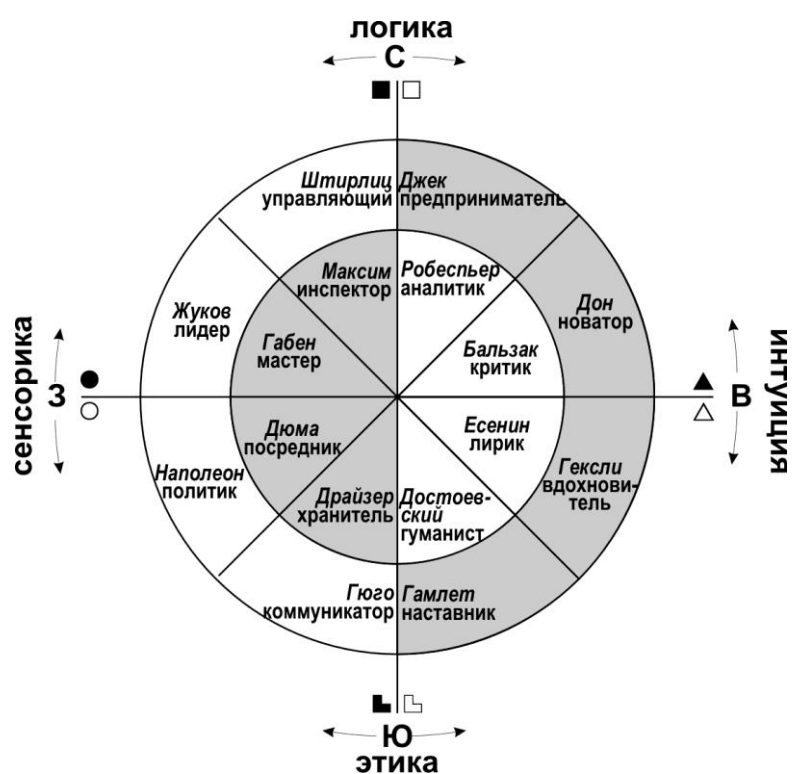 логика
С
Штирлиц
управляющий
Джек
предприниматель
Максим
инспектор
Робеспьер
аналитик
Жуков
лидер
Габен
мастер
Бальзак
критик
Дон
новатор
сенсорика
З
В
интуиция
Дюма
посредник
Есенин
лирик
Наполеон
политик
Драйзер
хранитель
Достоев-
ский
гуманист
Гексли
вдохнови-
тель
Гюго
коммуникатор
Гамлет
наставник
Ю
этика